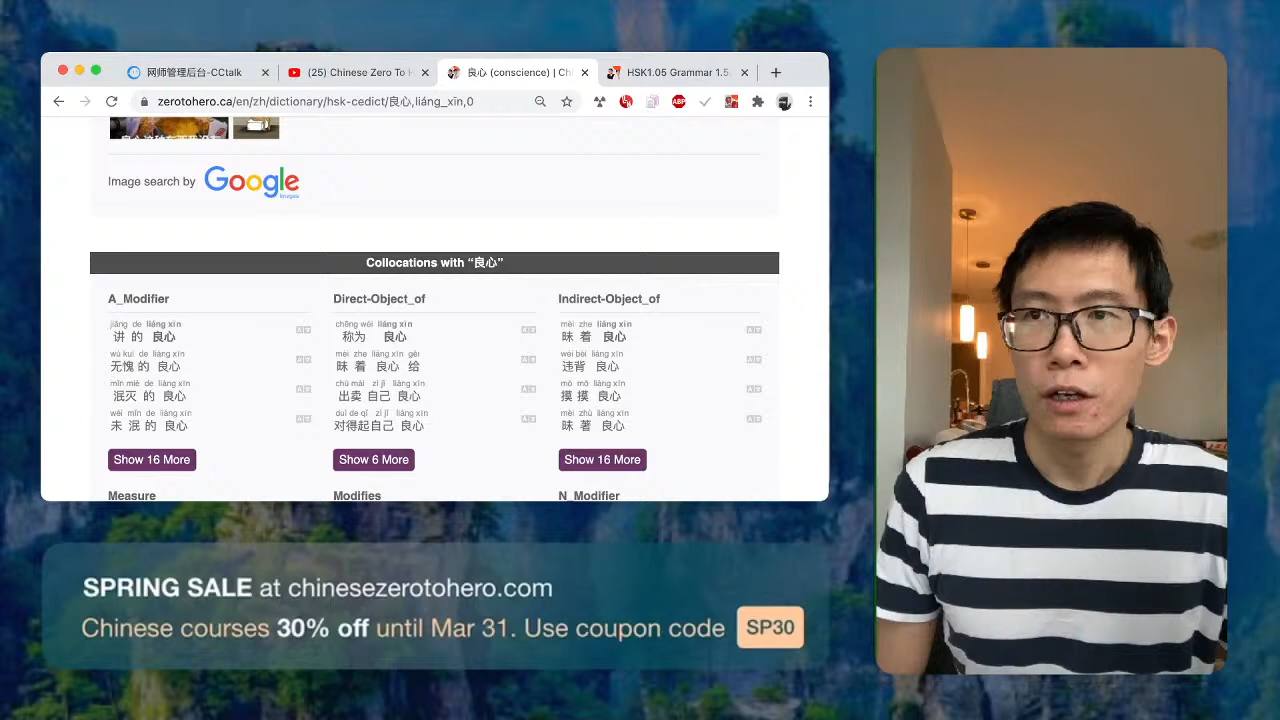 网师管理后台-CCtalk
(25) Chinese Zero To H
良心 (conscience) | Ch
HSK1.05 Grammar 1.5.
zerotohero.ca/en/zh/dictionary/hsk-cedict/良心,liáng_xīn,0
ABP
Image search by Google
images
Collocations with “良心”
A_Modifier
jiǎng de liáng xīn
讲 的 良心
wú kuì de liáng xīn
无愧 的 良心
mǐn miè de liáng xīn
泯灭 的 良心
wèi mǐn de liáng xīn
未 泯 的 良心
Show 16 More
Direct-Object_of
chēng wéi liáng xīn
称为 良心
mèi zhe liáng xīn gěi
昧 着 良心 给
chū mài zì jǐ liáng xīn
出卖 自己 良心
duì de qǐ zì jǐ liáng xīn
对得起自己 良心
Show 6 More
Indirect-Object_of
mèi zhe liáng xīn
昧 着 良心
wéi bèi liáng xīn
违背 良心
mō mō liáng xīn
摸摸 良心
mèi zhù liáng xīn
昧 著 良心
Show 16 More
Measure
Modifies
N_Modifier
SPRING SALE at chinesezerotohero.com
Chinese courses 30% off until Mar 31. Use coupon code SP30